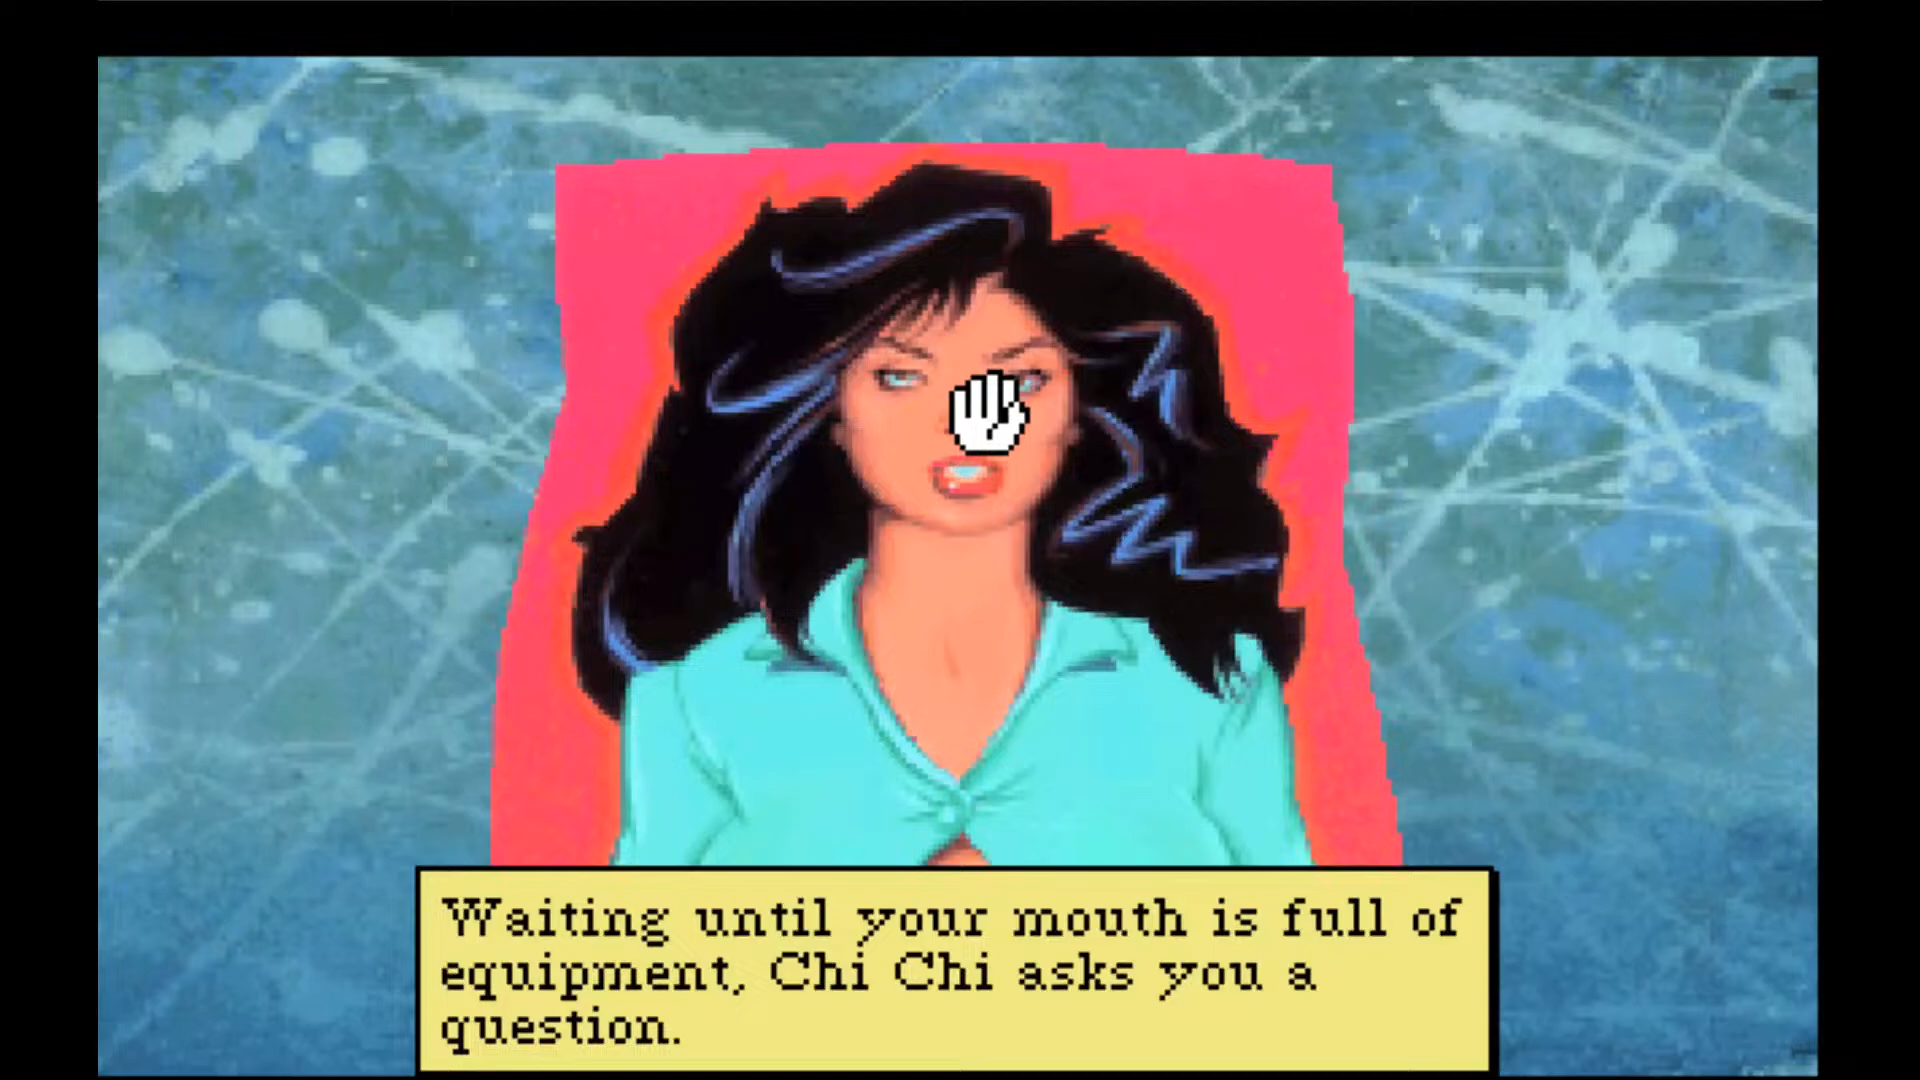 Waiting until your mouth is full of
equipment, Chi Chi asks you a
question.